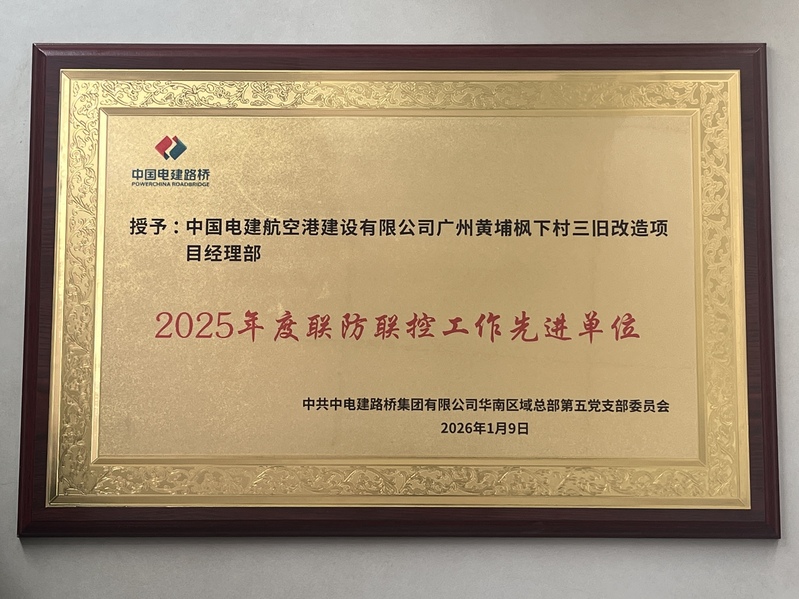 中国电建路桥
POWERCHINA ROADBRIDGE
授予：中国电建航空港建设有限公司广州黄埔枫下村三旧改造项
目经理部
2025年度联防联控工作先进单位
中共中电建路桥集团有限公司华南区域总部第五党支部委员会
2026年1月9日